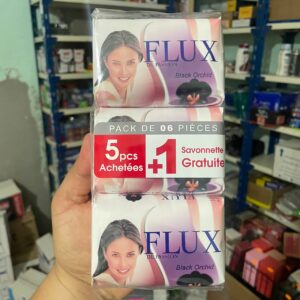 FLUX
Black Orchid
PACK DE 06 PIÈCES
5pcs
Achetées
+1
Savonnette
Gratuite
FLUX
Black Orchid